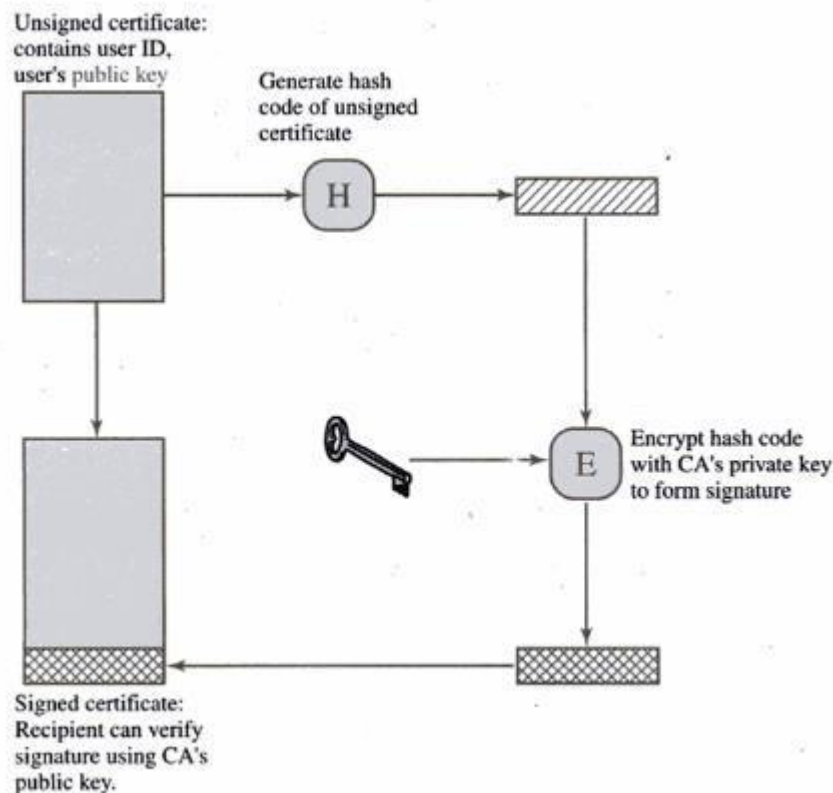 Unsigned certificate:
contains user ID,
user's public key
Generate hash
code of unsigned
certificate
H
E
Encrypt hash code
with CA's private key
to form signature
Signed certificate:
Recipient can verify
signature using CA's
public key.